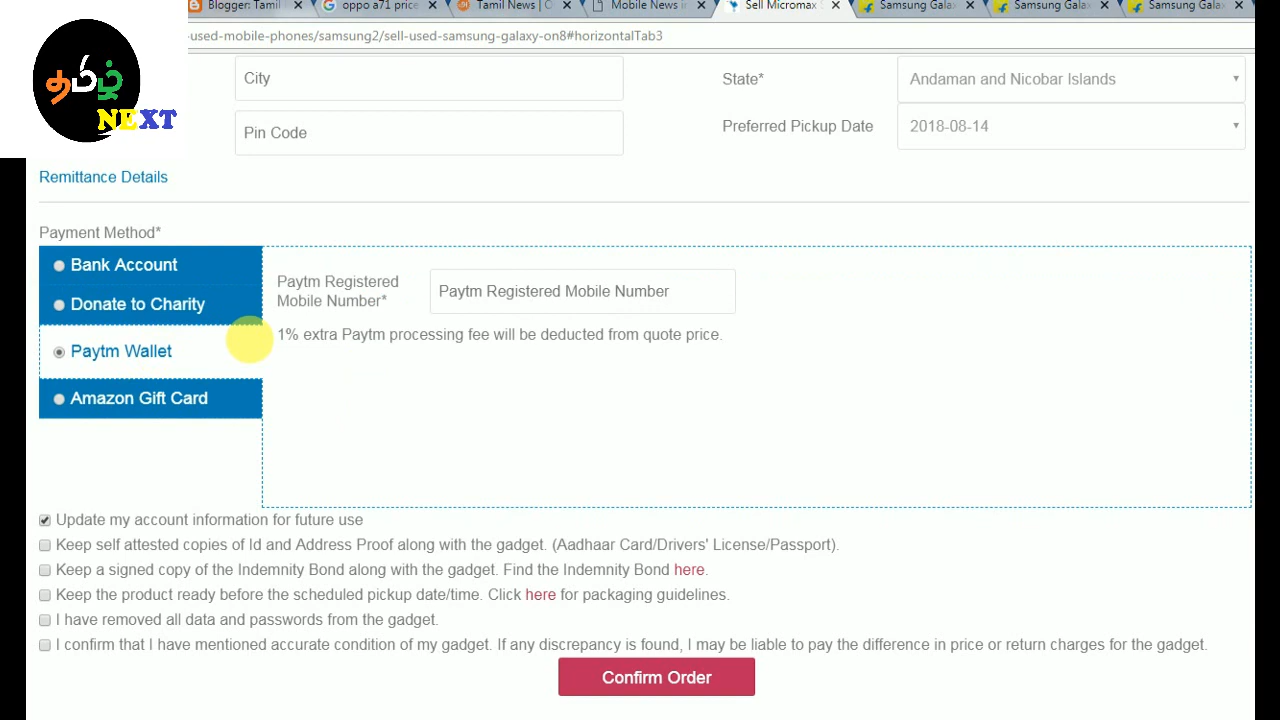 Blogger: Tamil
oppo a71 price
Tamil News | O
Mobile News in
Sell Micromax
Samsung Gala
Samsung Gala
Samsung Gala
-used-mobile-phones/samsung2/sell-used-samsung-galaxy-on8#horizontalTab3
தமிழ்
NEXT
City
State*
Andaman and Nicobar Islands
Pin Code
Preferred Pickup Date
2018-08-14
Remittance Details
Payment Method*
Bank Account
Donate to Charity
Paytm Wallet
Amazon Gift Card
Paytm Registered
Mobile Number*
Paytm Registered Mobile Number
1% extra Paytm processing fee will be deducted from quote price.
Update my account information for future use
Keep self attested copies of Id and Address Proof along with the gadget. (Aadhaar Card/Drivers' License/Passport).
Keep a signed copy of the Indemnity Bond along with the gadget. Find the Indemnity Bond here.
Keep the product ready before the scheduled pickup date/time. Click here for packaging guidelines.
I have removed all data and passwords from the gadget.
I confirm that I have mentioned accurate condition of my gadget. If any discrepancy is found, I may be liable to pay the difference in price or return charges for the gadget.
Confirm Order